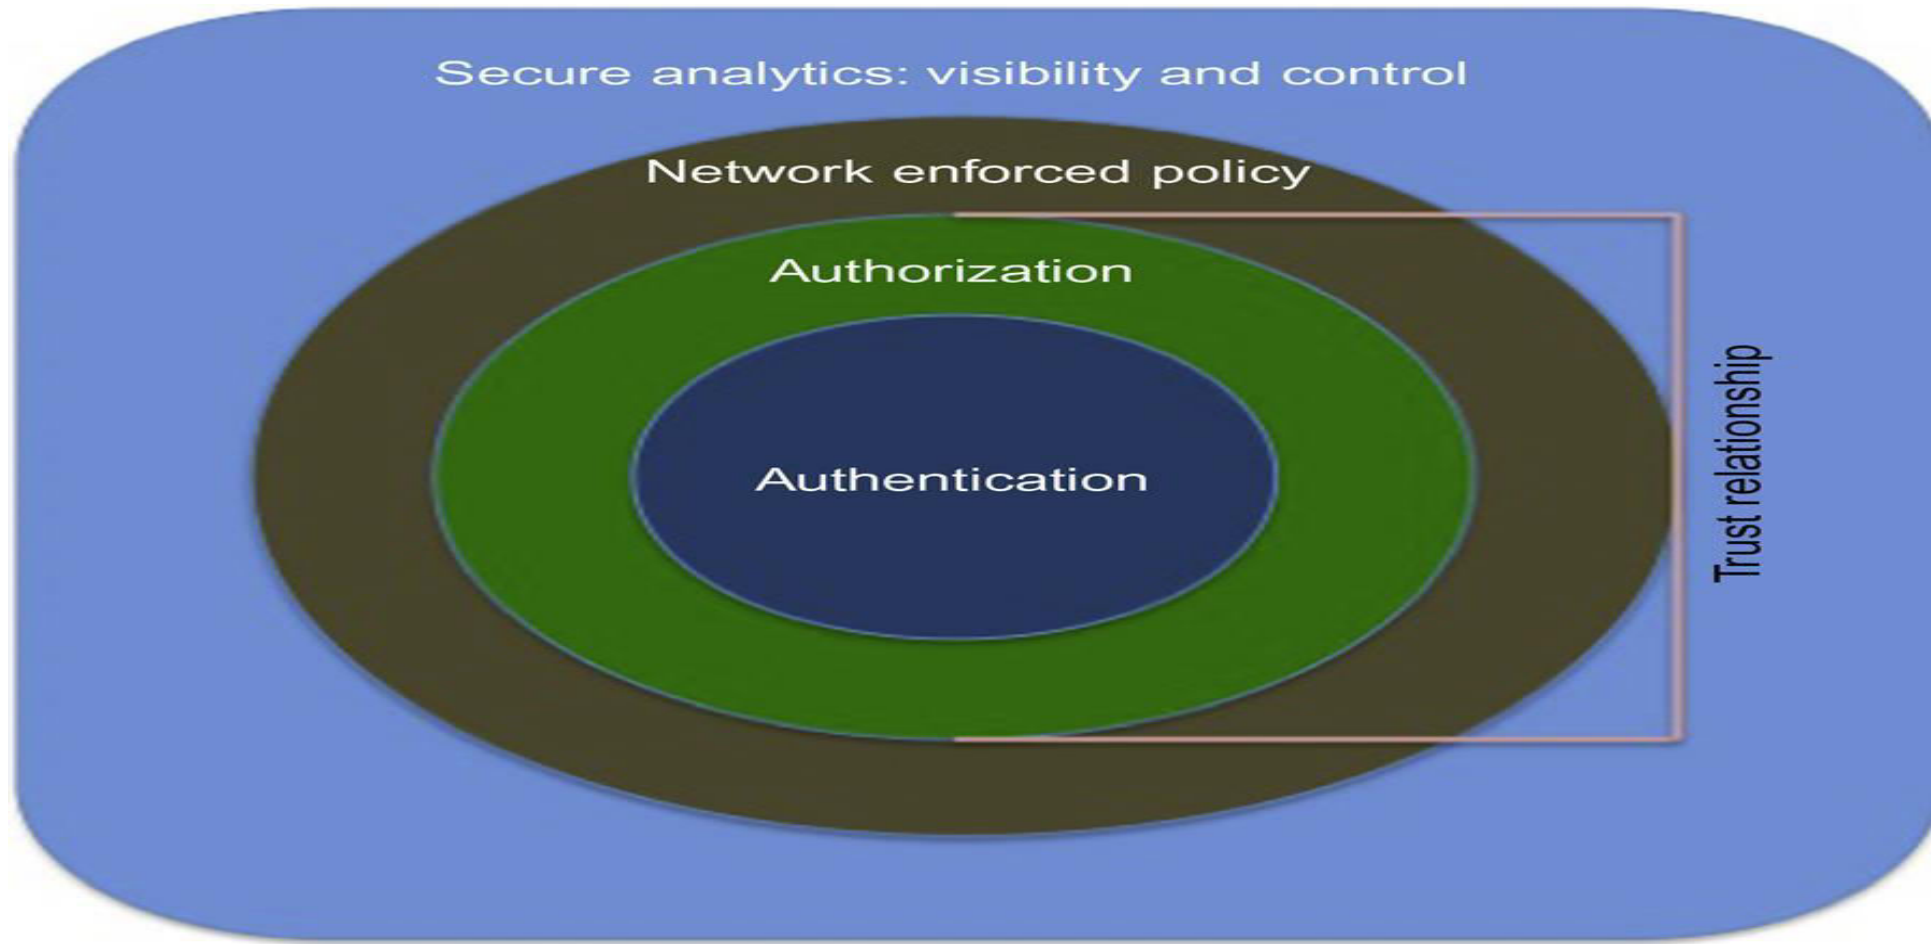 Secure analytics: visibility and control
Network enforced policy
Authorization
Authentication
Trust relationship